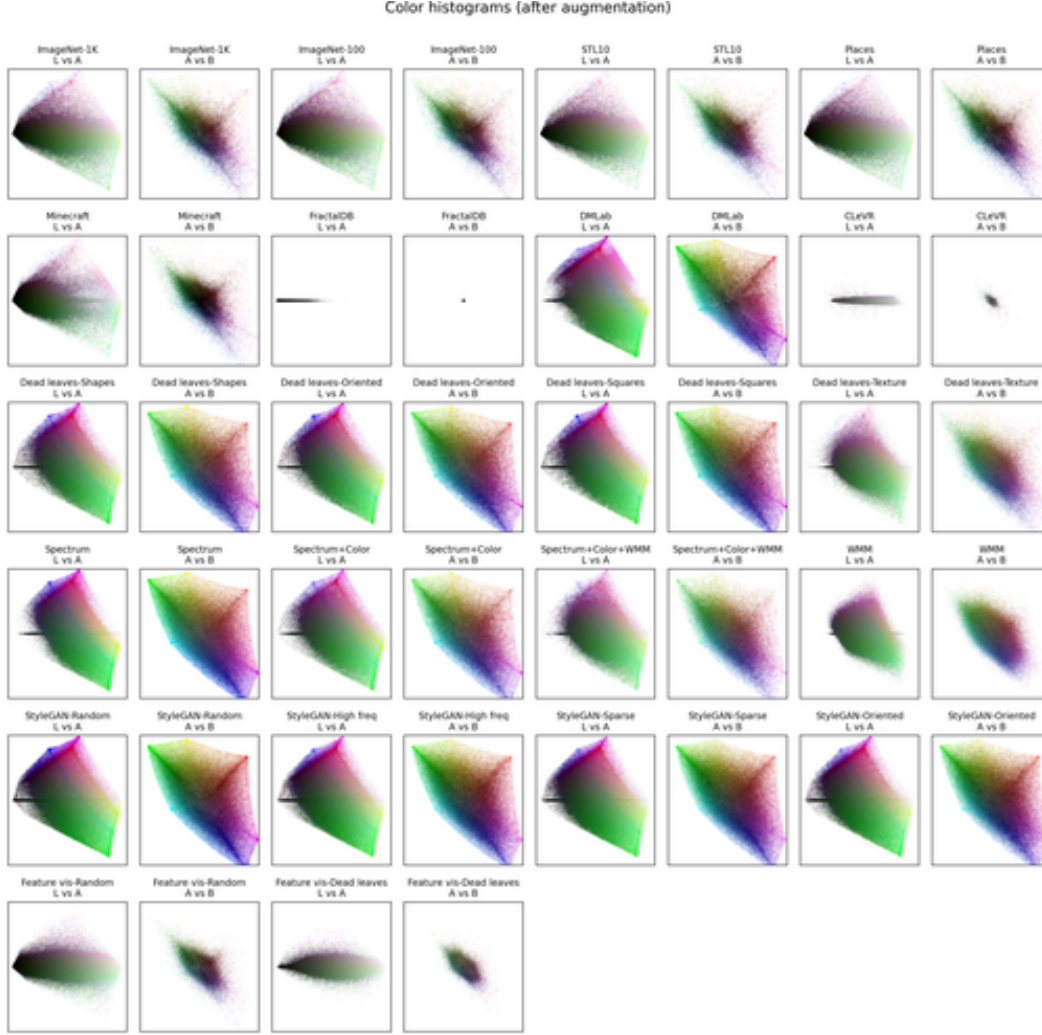 Color histograms (after augmentation)
ImageNet-1K
L vs A
ImageNet-1K
A vs B
ImageNet-100
L vs A
ImageNet-100
A vs B
STL10
L vs A
STL10
A vs B
Places
L vs A
Places
A vs B
Minecraft
L vs A
Minecraft
A vs B
FractalDB
L vs A
FractalDB
A vs B
DMLab
L vs A
DMLab
A vs B
CLeVR
L vs A
CLeVR
A vs B
Dead leaves-Shapes
L vs A
Dead leaves-Shapes
A vs B
Dead leaves-Oriented
L vs A
Dead leaves-Oriented
A vs B
Dead leaves-Squares
L vs A
Dead leaves-Squares
A vs B
Dead leaves-Texture
L vs A
Dead leaves-Texture
A vs B
Spectrum
L vs A
Spectrum
A vs B
Spectrum+Color
L vs A
Spectrum+Color
A vs B
Spectrum+Color+WMM
L vs A
Spectrum+Color+WMM
A vs B
WMM
L vs A
WMM
A vs B
StyleGAN-Random
L vs A
StyleGAN-Random
A vs B
StyleGAN-High freq
L vs A
StyleGAN-High freq
A vs B
StyleGAN-Sparse
L vs A
StyleGAN-Sparse
A vs B
StyleGAN-Oriented
L vs A
StyleGAN-Oriented
A vs B
Feature vis-Random
L vs A
Feature vis-Random
A vs B
Feature vis-Dead leaves
L vs A
Feature vis-Dead leaves
A vs B